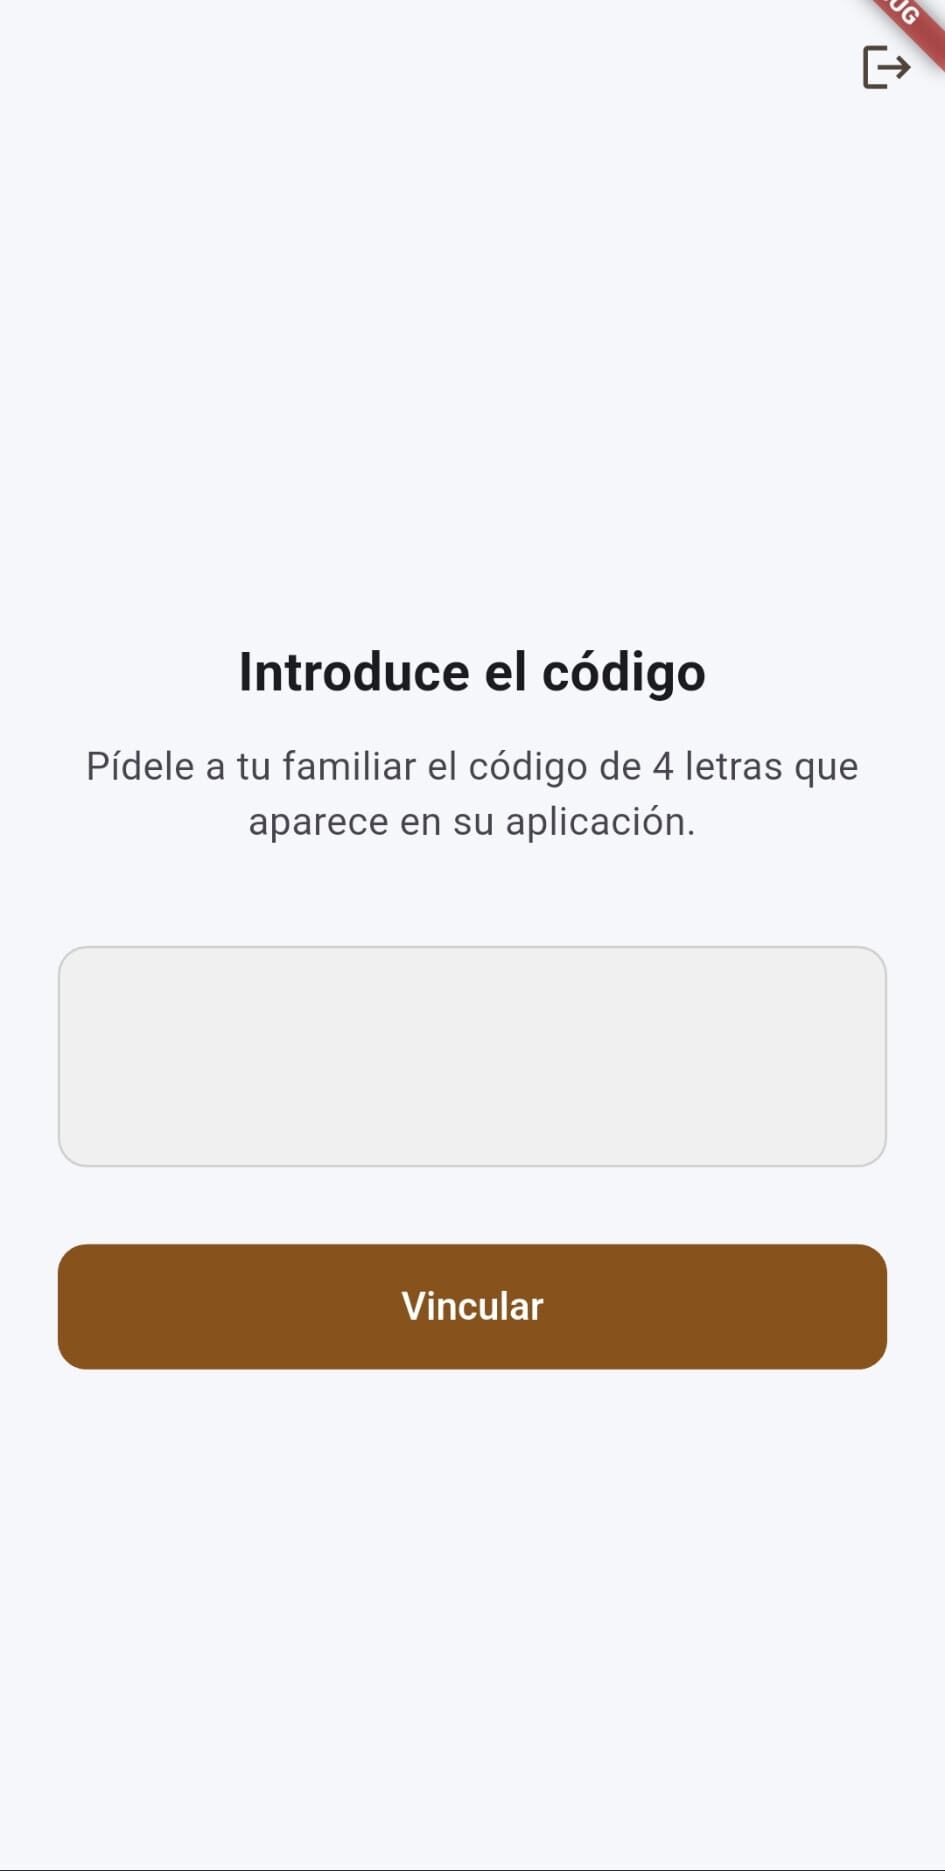 Introduce el código
Pídele a tu familiar el código de 4 letras que
aparece en su aplicación.
Vincular